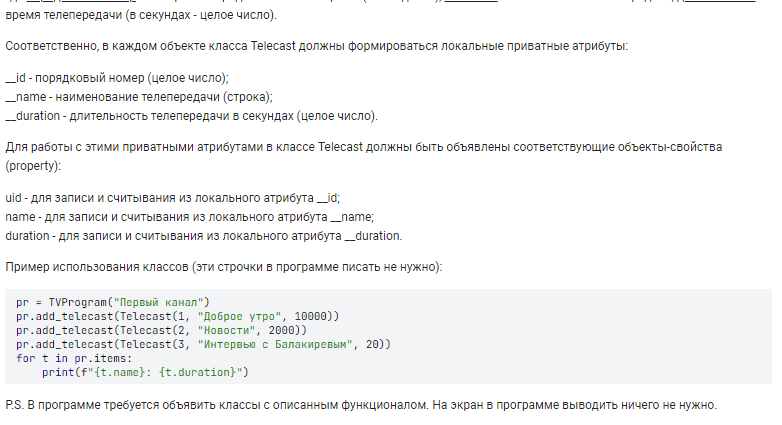 время телепередачи (в секундах - целое число).
Соответственно, в каждом объекте класса Telecast должны формироваться локальные приватные атрибуты:
__id - порядковый номер (целое число);
__name - наименование телепередачи (строка);
__duration - длительность телепередачи в секундах (целое число).
Для работы с этими приватными атрибутами в классе Telecast должны быть объявлены соответствующие объекты-свойства
(property):
uid - для записи и считывания из локального атрибута __id;
name - для записи и считывания из локального атрибута __name;
duration - для записи и считывания из локального атрибута __duration.
Пример использования классов (эти строчки в программе писать не нужно):
pr = TVProgram("Первый канал")
pr.add_telecast(Telecast(1, "Доброе утро", 10000))
pr.add_telecast(Telecast(2, "Новости", 2000))
pr.add_telecast(Telecast(3, "Интервью с Балакиревым", 20))
for t in pr.items:
    print(f"{t.name}: {t.duration}")
P.S. В программе требуется объявить классы с описанным функционалом. На экран в программе выводить ничего не нужно.